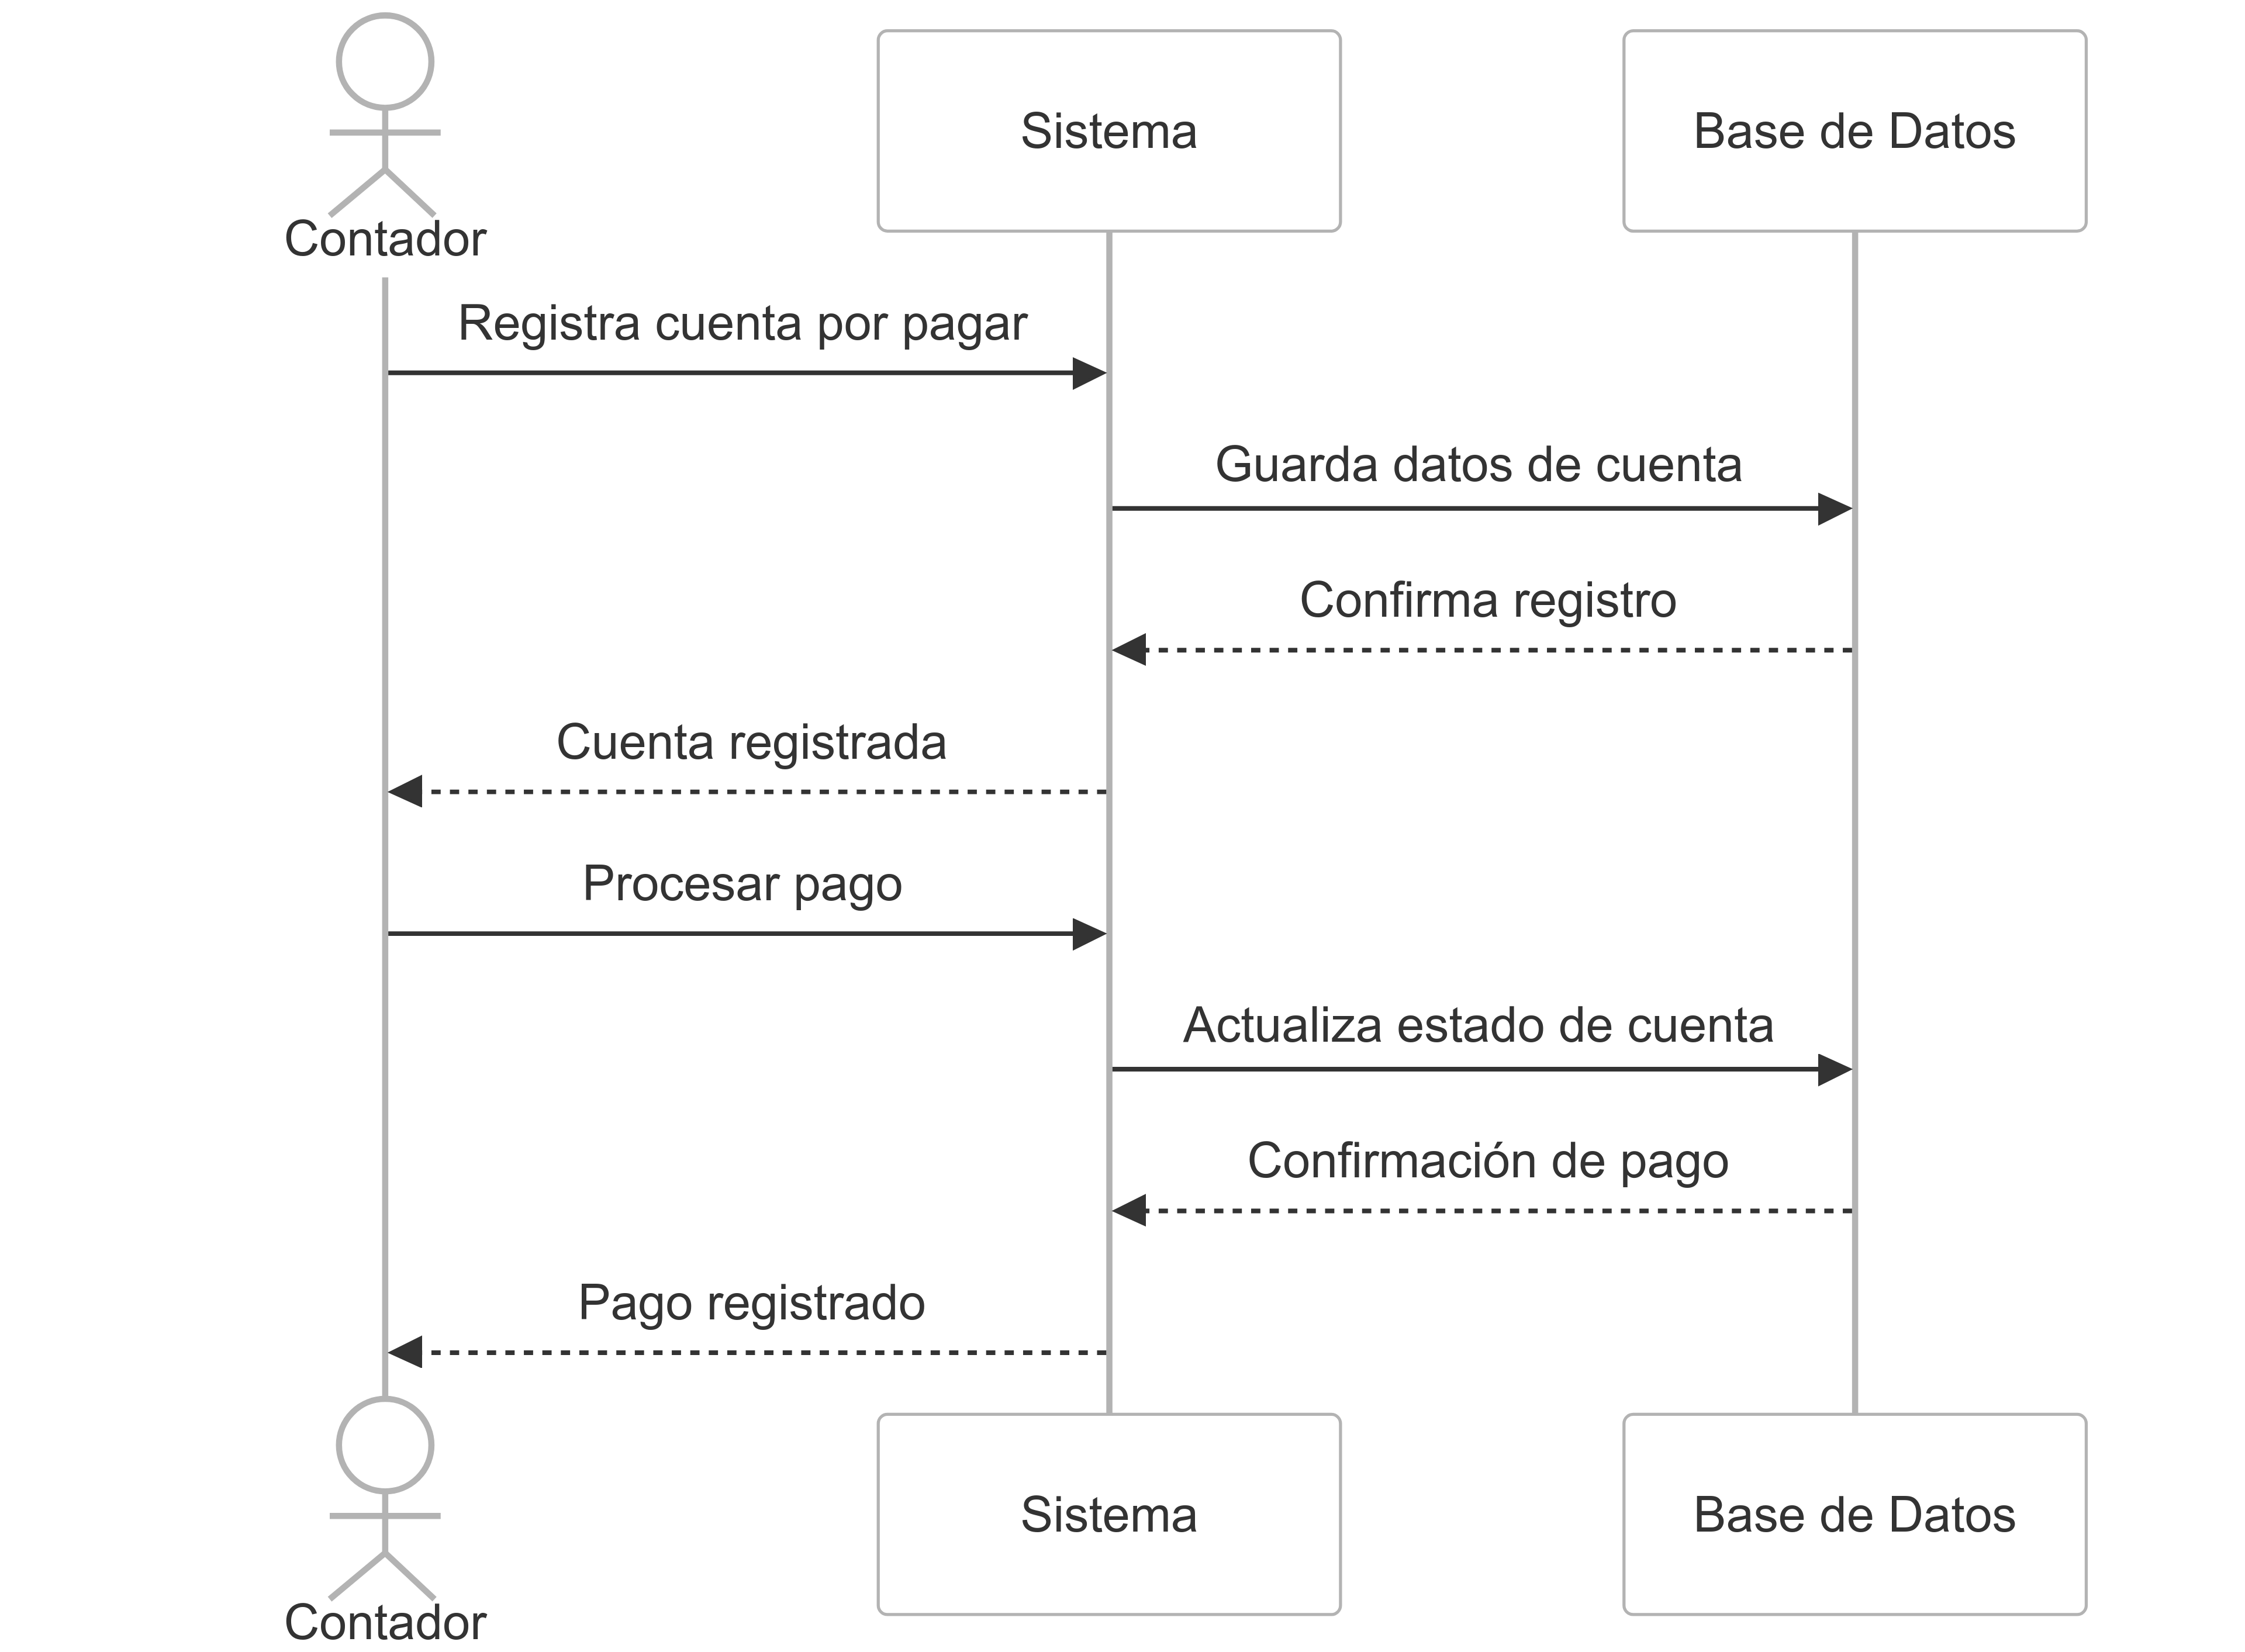 Contador
Sistema
Base de Datos
Registra cuenta por pagar
Guarda datos de cuenta
Confirma registro
Cuenta registrada
Procesar pago
Actualiza estado de cuenta
Confirmación de pago
Pago registrado
Contador
Sistema
Base de Datos